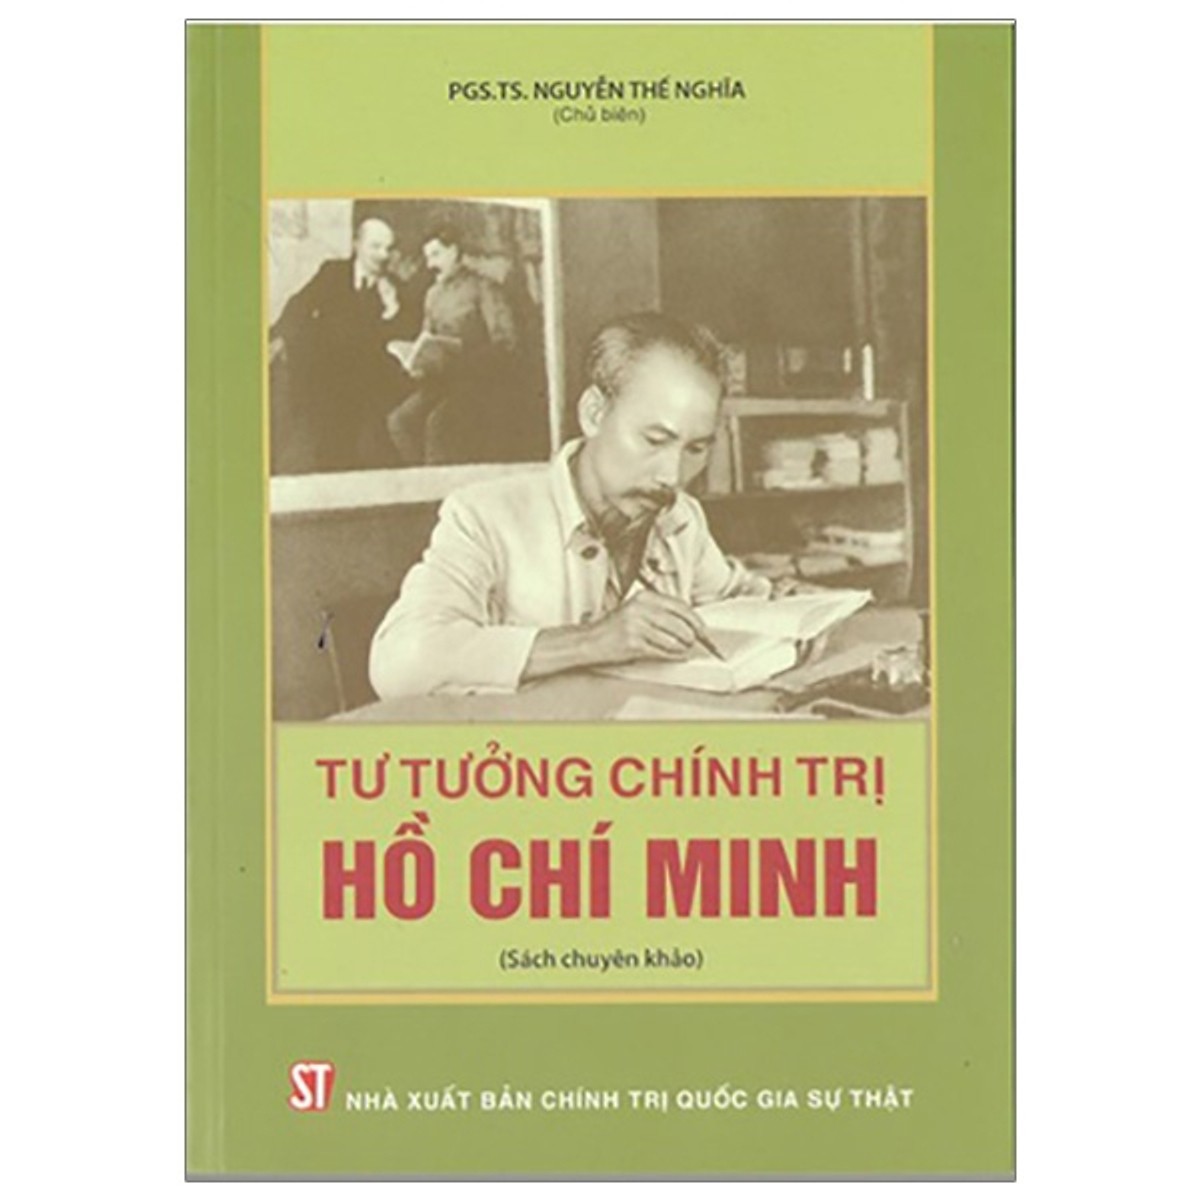 PGS.TS. NGUYỄN THẾ NGHĨA
(Chủ biên)
TƯ TƯỞNG CHÍNH TRỊ
HỒ CHÍ MINH
(Sách chuyên khảo)
ST NHÀ XUẤT BẢN CHÍNH TRỊ QUỐC GIA SỰ THẬT